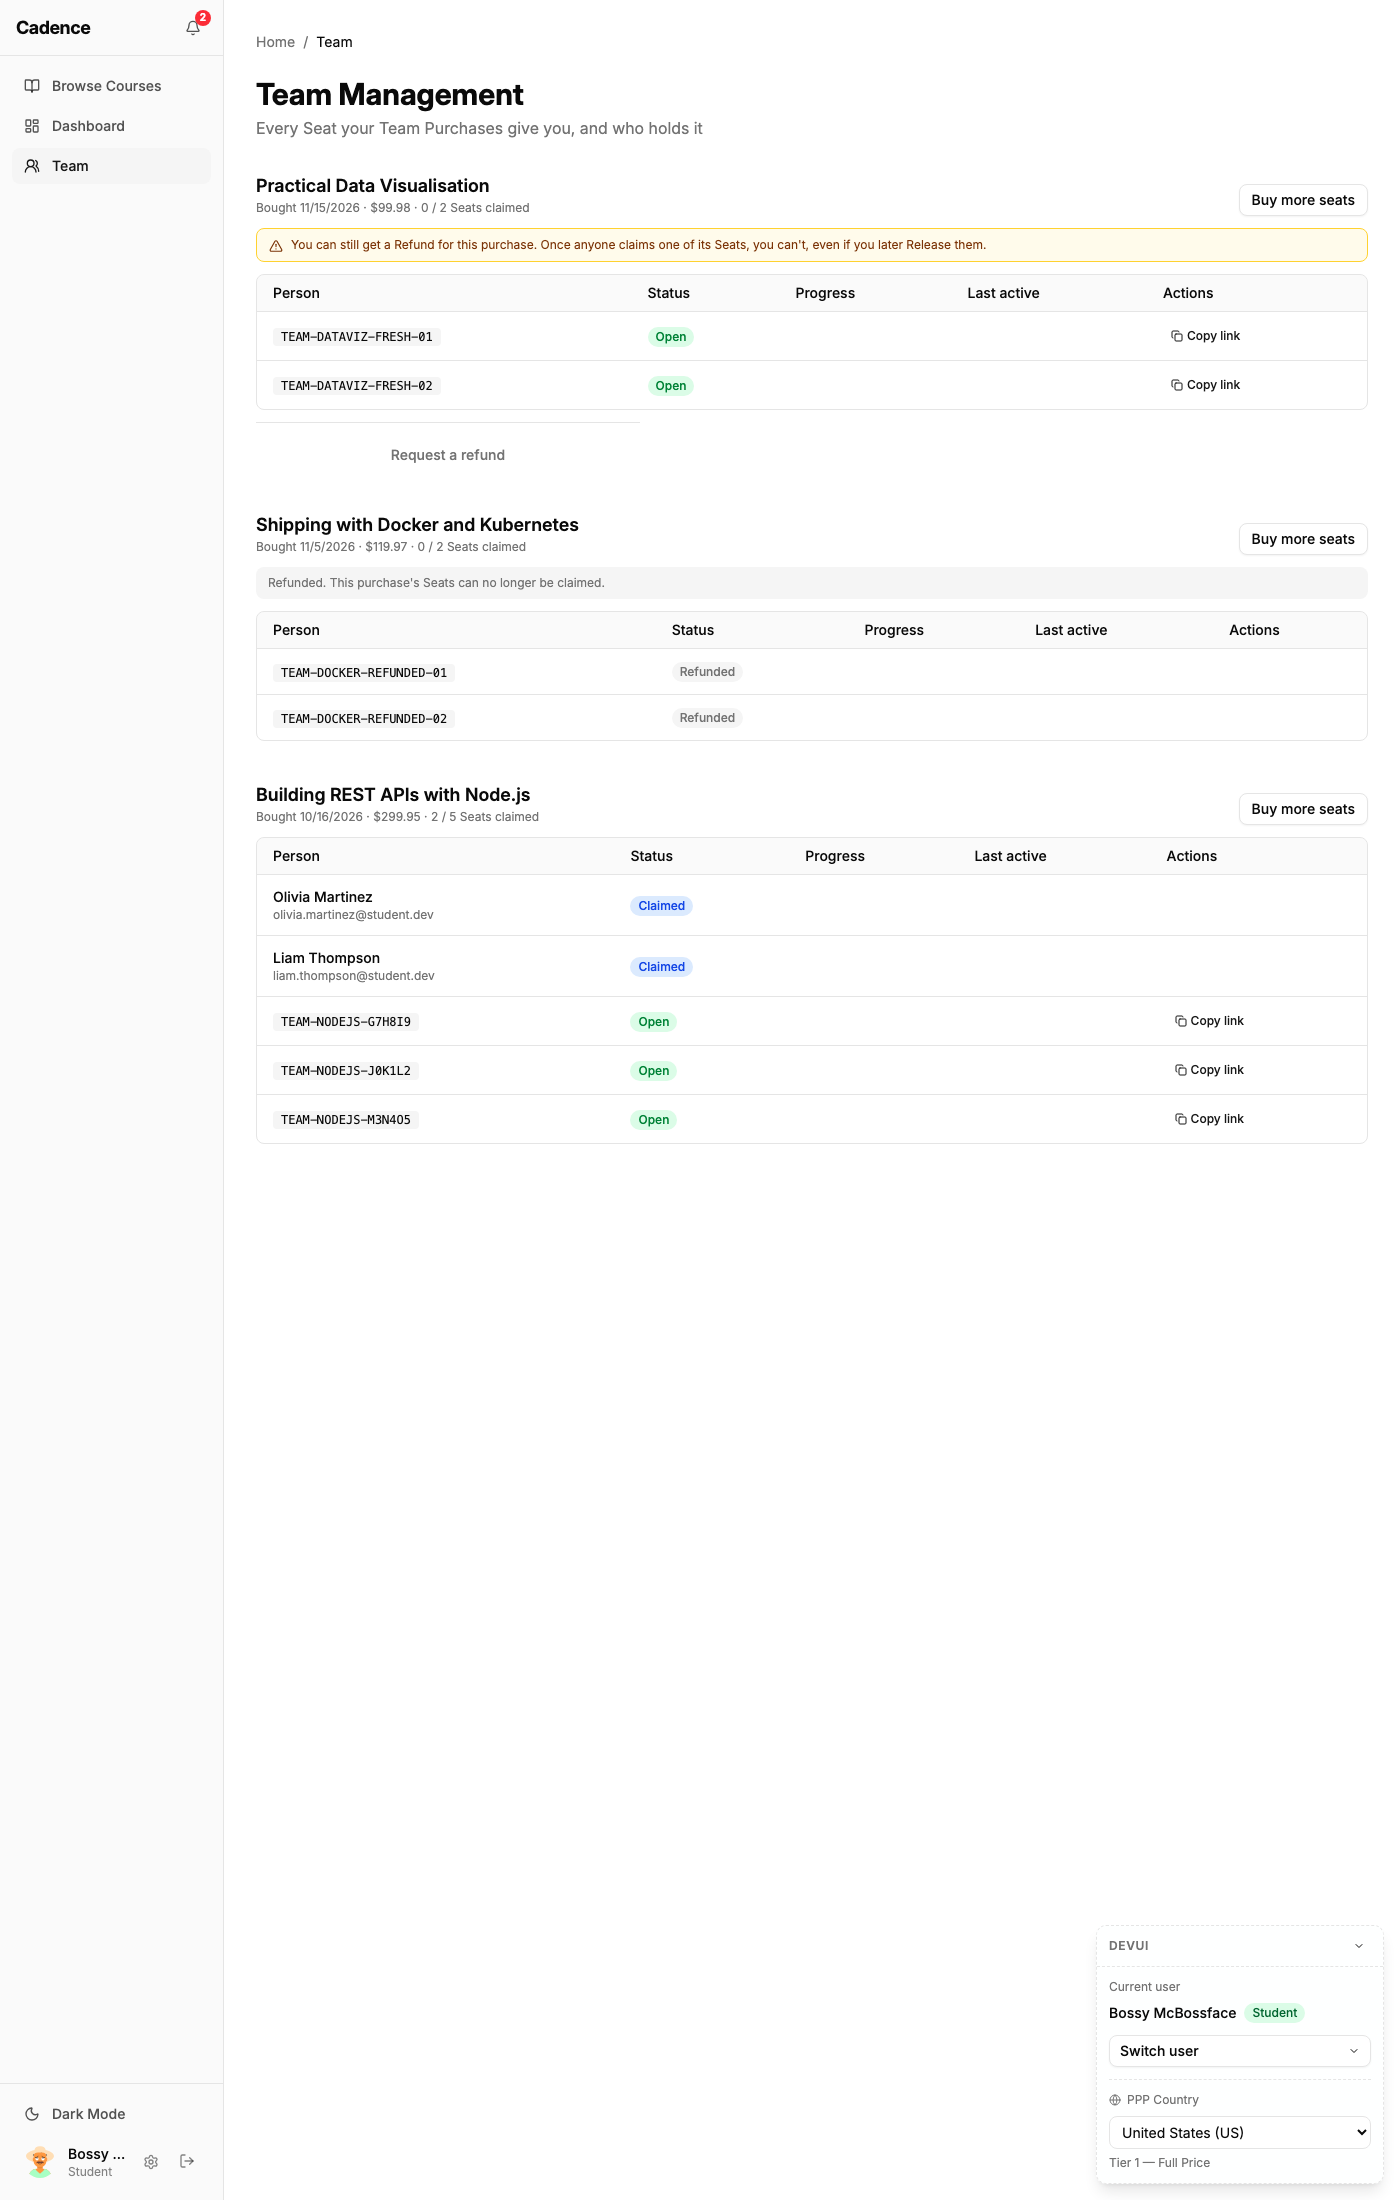 Cadence
2
Browse Courses
Dashboard
Team
Home / Team
Team Management
Every Seat your Team Purchases give you, and who holds it
Practical Data Visualisation
Bought 11/15/2026 · $99.98 · 0 / 2 Seats claimed
Buy more seats
You can still get a Refund for this purchase. Once anyone claims one of its Seats, you can't, even if you later Release them.
Person Status Progress Last active Actions
TEAM-DATAVIZ-FRESH-01 Open Copy link
TEAM-DATAVIZ-FRESH-02 Open Copy link
Request a refund
Shipping with Docker and Kubernetes
Bought 11/5/2026 · $119.97 · 0 / 2 Seats claimed
Buy more seats
Refunded. This purchase's Seats can no longer be claimed.
Person Status Progress Last active Actions
TEAM-DOCKER-REFUNDED-01 Refunded
TEAM-DOCKER-REFUNDED-02 Refunded
Building REST APIs with Node.js
Bought 10/16/2026 · $299.95 · 2 / 5 Seats claimed
Buy more seats
Person Status Progress Last active Actions
Olivia Martinez
olivia.martinez@student.dev
Claimed
Liam Thompson
liam.thompson@student.dev
Claimed
TEAM-NODEJS-G7H8I9 Open Copy link
TEAM-NODEJS-J0K1L2 Open Copy link
TEAM-NODEJS-M3N4O5 Open Copy link
DEVUI
Current user
Bossy McBossface Student
Switch user
PPP Country
United States (US)
Tier 1 — Full Price
Dark Mode
Bossy ...
Student